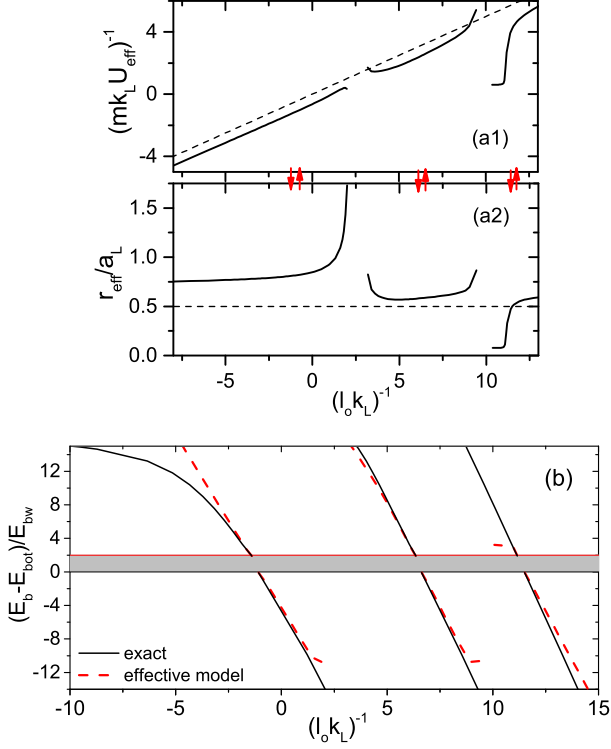 4
0
-4
(mk_L U_eff)^-1
(a1)
1.5
1.0
0.5
0.0
r_eff/a_L
(a2)
-5 0 5 10
(l_o k_L)^-1
12
8
4
0
-4
-8
-12
(E_b-E_bot)/E_bw
(b)
exact
effective model
-10 -5 0 5 10 15
(l_o k_L)^-1